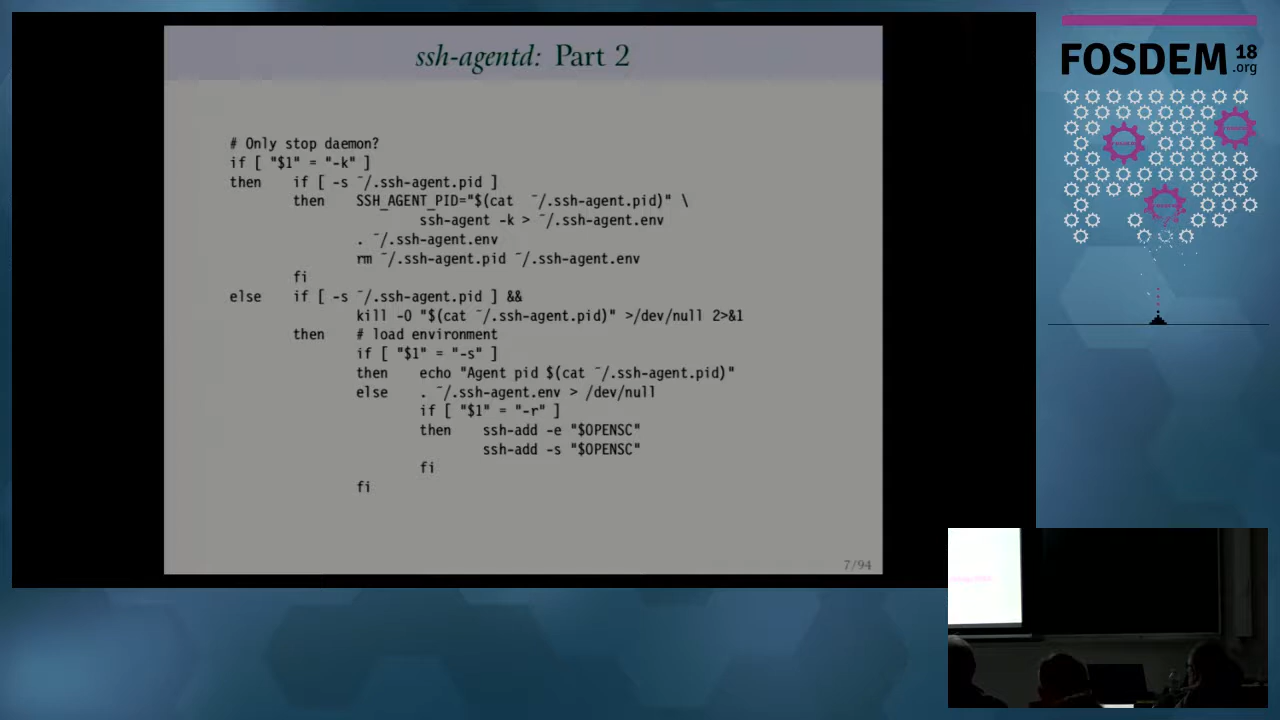 ssh-agentd: Part 2
# Only stop daemon?
if [ "$1" = "-k" ]
then if [ -s ~/.ssh-agent.pid ]
then SSH_AGENT_PID="$(cat ~/.ssh-agent.pid)" \
ssh-agent -k > ~/.ssh-agent.env
. ~/.ssh-agent.env
rm ~/.ssh-agent.pid ~/.ssh-agent.env
fi
else if [ -s ~/.ssh-agent.pid ] &&
kill -0 "$(cat ~/.ssh-agent.pid)" >/dev/null 2>&1
then # load environment
if [ "$1" = "-s" ]
then echo "Agent pid $(cat ~/.ssh-agent.pid)"
else . ~/.ssh-agent.env > /dev/null
if [ "$1" = "-r" ]
then ssh-add -e "$OPENSC"
ssh-add -s "$OPENSC"
fi
fi
7/94
FOSDEM 18
.org